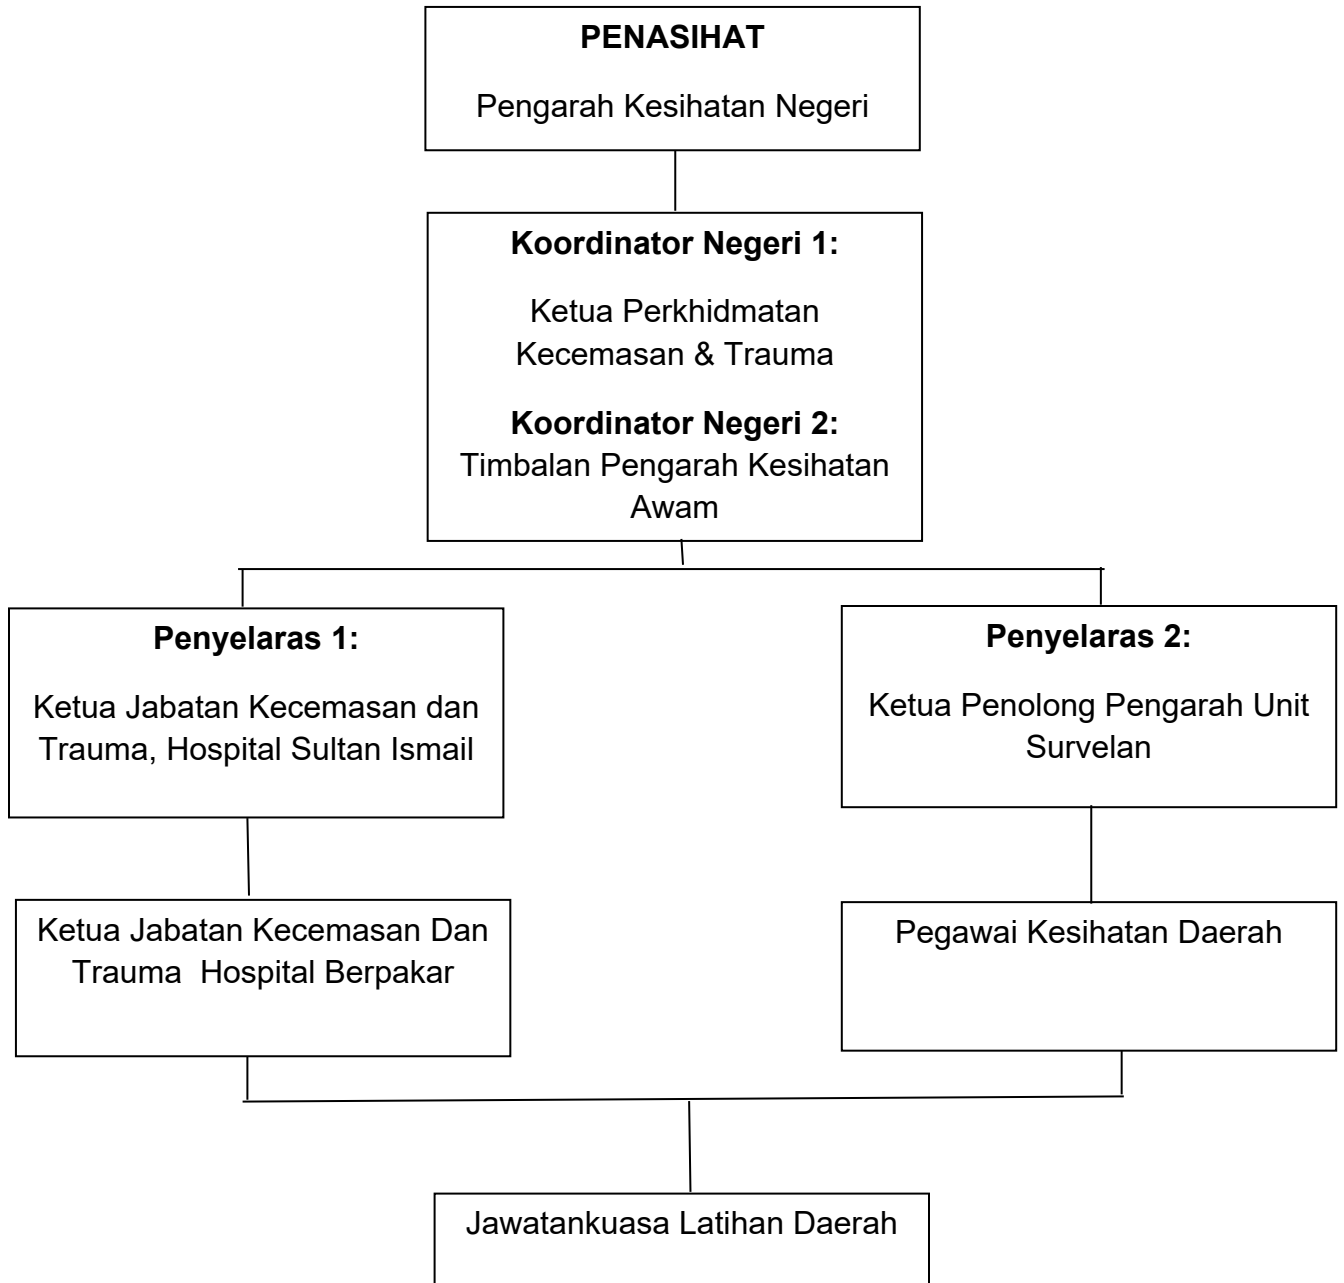 PENASIHAT
Pengarah Kesihatan Negeri
Koordinator Negeri 1:
Ketua Perkhidmatan
Kecemasan & Trauma
Koordinator Negeri 2:
Timbalan Pengarah Kesihatan
Awam
Penyelaras 1:
Ketua Jabatan Kecemasan dan
Trauma, Hospital Sultan Ismail
Penyelaras 2:
Ketua Penolong Pengarah Unit
Survelan
Ketua Jabatan Kecemasan Dan
Trauma  Hospital Berpakar
Pegawai Kesihatan Daerah
Jawatankuasa Latihan Daerah